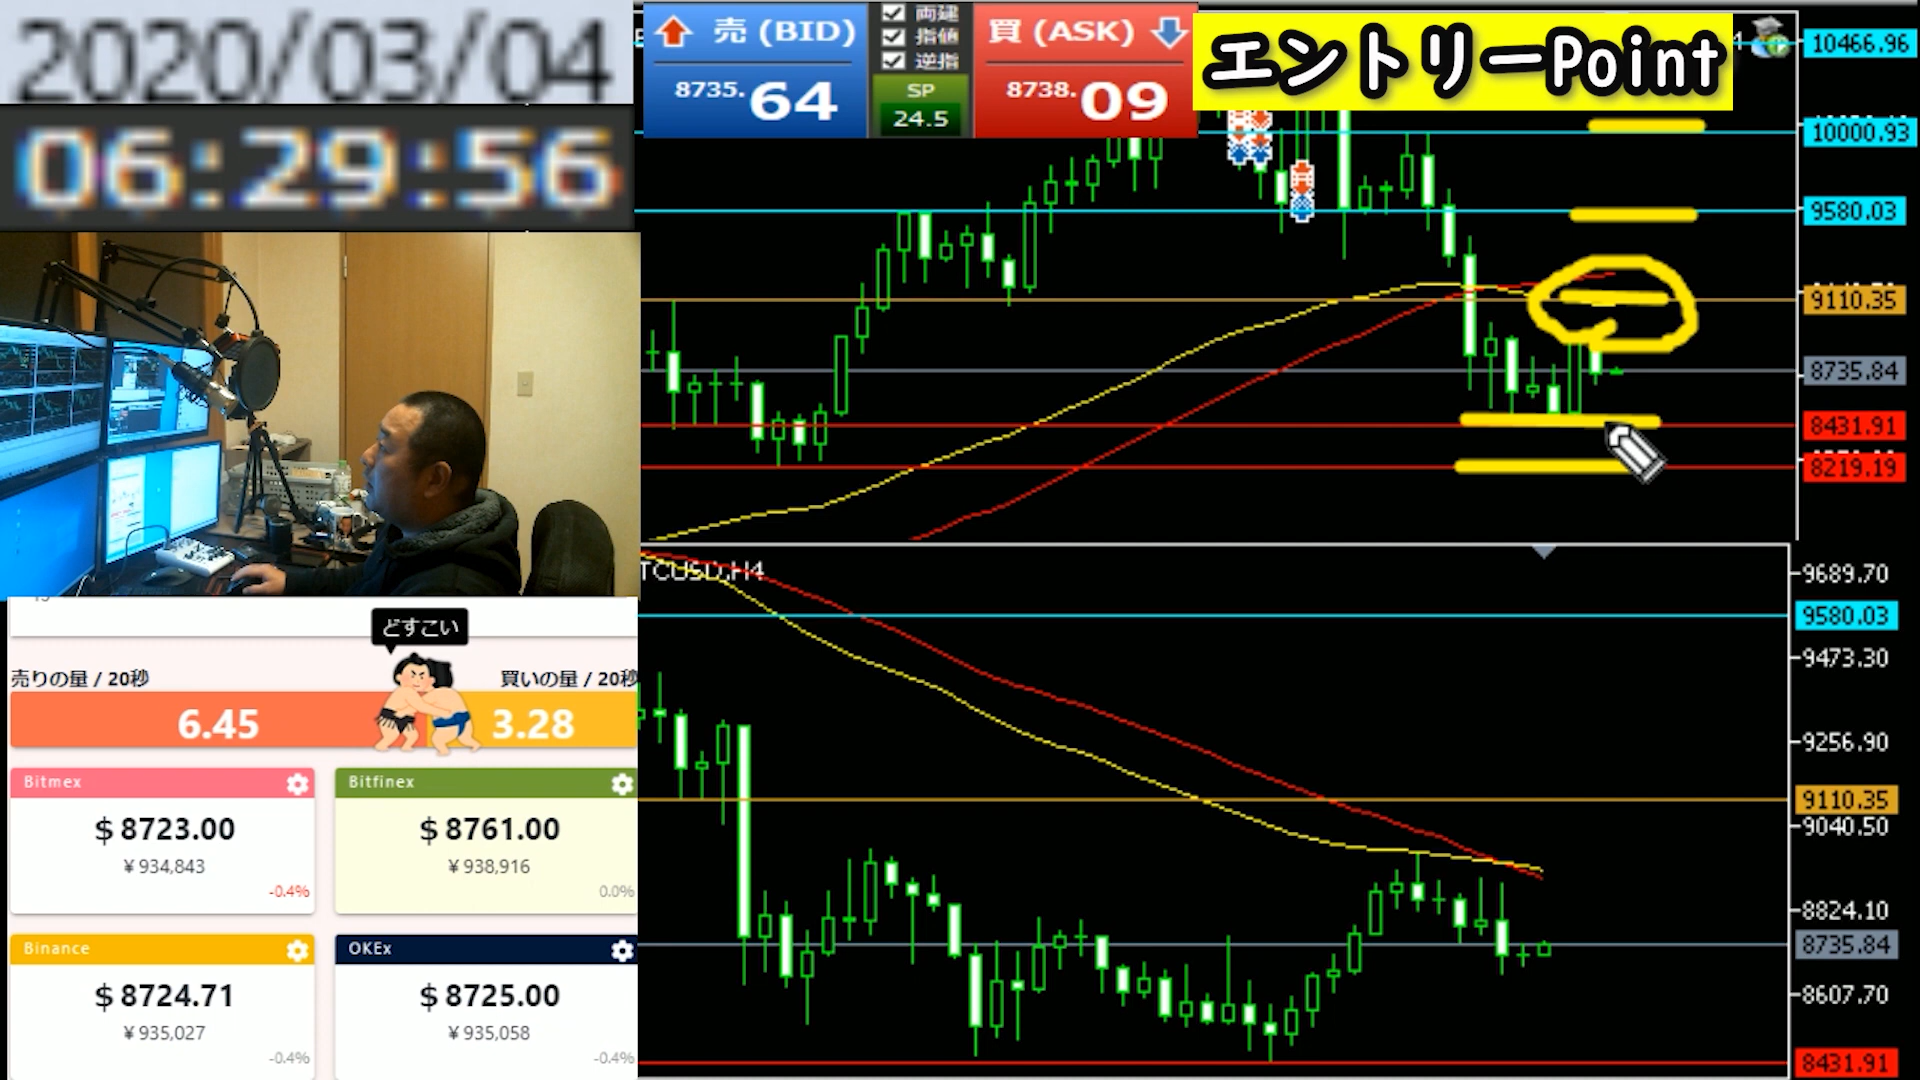 2020/03/04
06:29:56
売 (BID)
8735.64
両建
指値
逆指
SP
24.5
買 (ASK)
8738.09
エントリーPoint
10466.96
10000.93
9580.03
9110.35
8735.84
8431.91
8219.19
TCUSD,H4
9689.70
9580.03
9473.30
9256.90
9110.35
9040.50
8824.10
8735.84
8607.70
8431.91
どすこい
売りの量 / 20秒
買いの量 / 20秒
6.45
3.28
Bitmex
$ 8723.00
¥ 934,843
-0.4%
Bitfinex
$ 8761.00
¥ 938,916
0.0%
Binance
$ 8724.71
¥ 935,027
-0.4%
OKEx
$ 8725.00
¥ 935,058
-0.4%